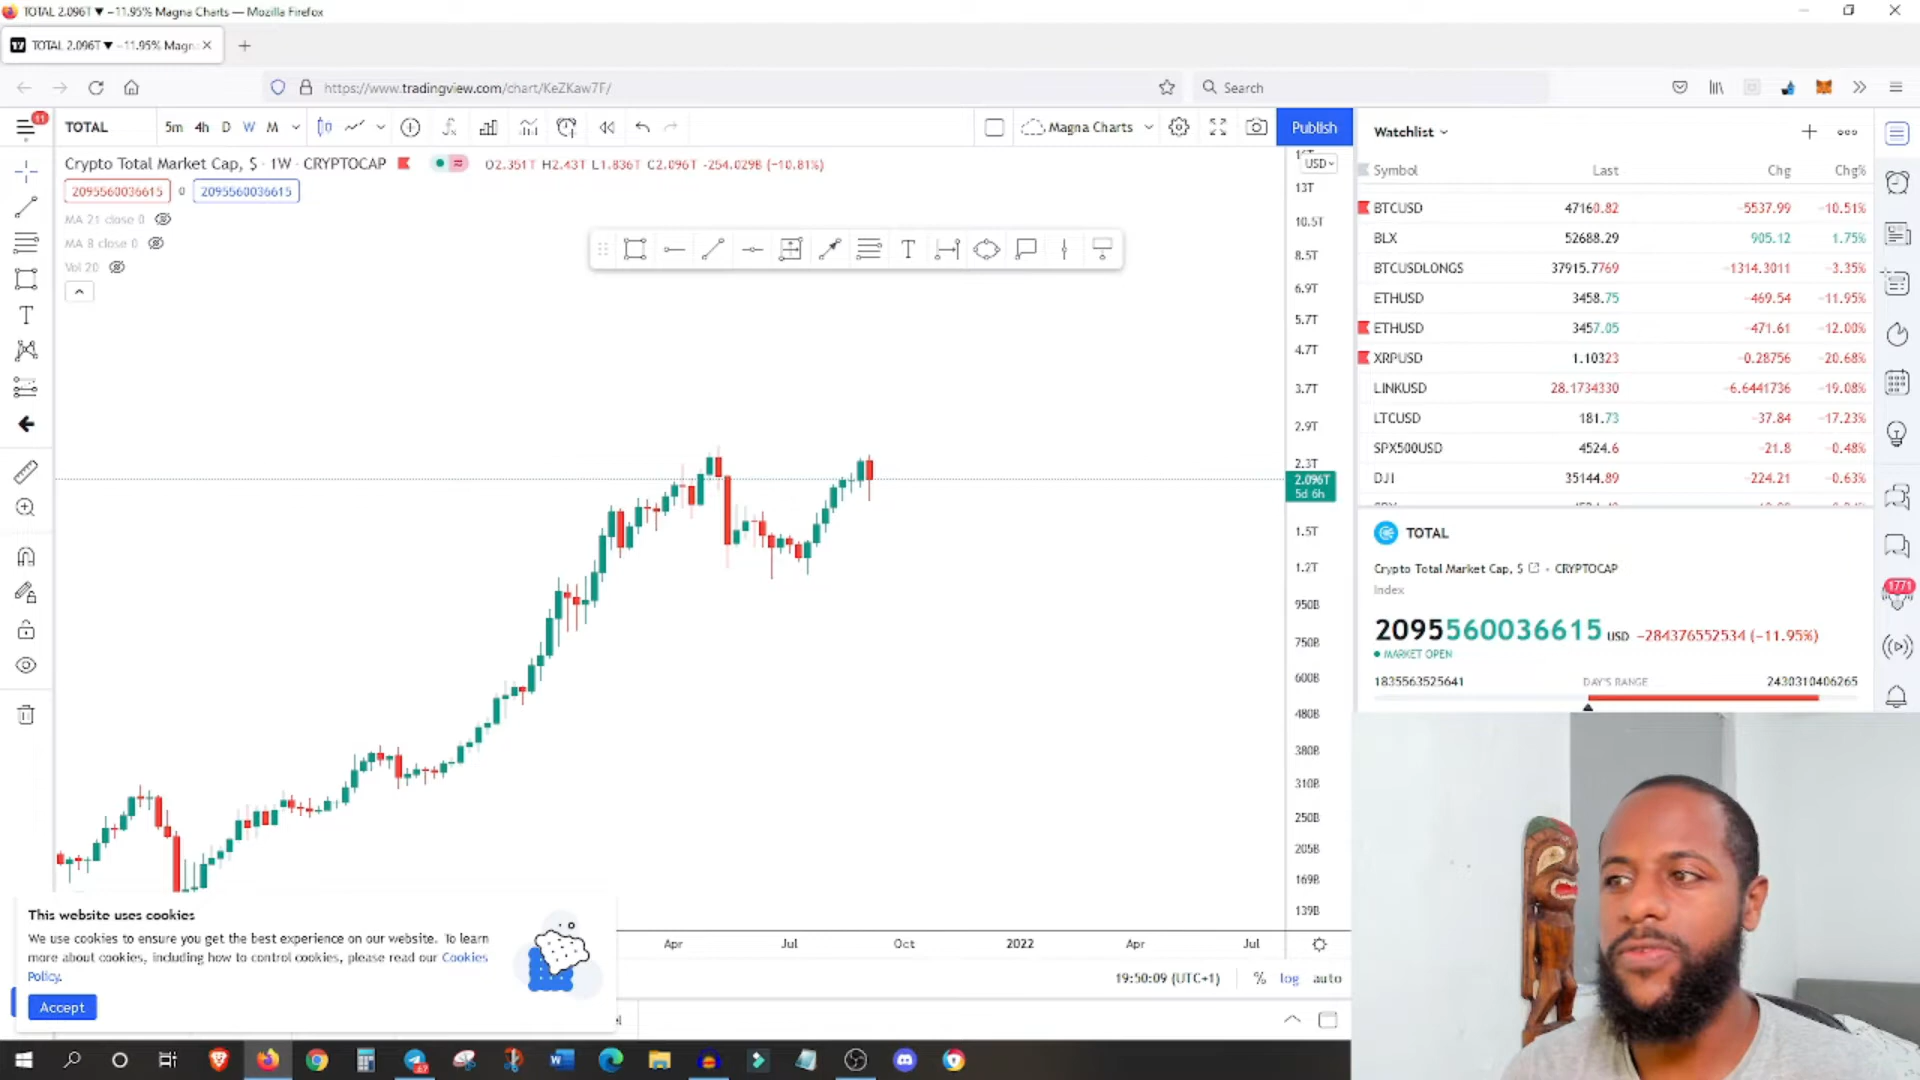 TOTAL 2.096T ▼ −11.95% Magna Charts — Mozilla Firefox
TOTAL 2.096T ▼ −11.95% Magna
https://www.tradingview.com/chart/KeZKaw7F/
Search
11
TOTAL
5m 4h D W M
Magna Charts
Publish
Crypto Total Market Cap, $ · 1W · CRYPTOCAP
O2.351T H2.43T L1.836T C2.096T −254.029B (−10.81%)
2095560036615 0 2095560036615
MA 21 close 0
MA 8 close 0
Vol 20
USD
13T
10.5T
8.5T
6.9T
5.7T
4.7T
3.7T
2.9T
2.3T
2.096T
5d 6h
1.5T
1.2T
950B
750B
600B
480B
380B
310B
250B
205B
169B
139B
Apr Jul Oct 2022 Apr Jul
19:50:09 (UTC+1) % log auto
Watchlist
Symbol Last Chg Chg%
BTCUSD 47160.82 −5537.99 −10.51%
BLX 52688.29 905.12 1.75%
BTCUSDLONGS 37915.7769 −1314.3011 −3.35%
ETHUSD 3458.75 −469.54 −11.95%
ETHUSD 3457.05 −471.61 −12.00%
XRPUSD 1.10323 −0.28756 −20.68%
LINKUSD 28.1734330 −6.6441736 −19.08%
LTCUSD 181.73 −37.84 −17.23%
SPX500USD 4524.6 −21.8 −0.48%
DJI 35144.89 −224.21 −0.63%
TOTAL
Crypto Total Market Cap, $ · CRYPTOCAP
Index
2095560036615 USD −284376552534 (−11.95%)
MARKET OPEN
1835563525641 DAY'S RANGE 2430310406265
1771
This website uses cookies
We use cookies to ensure you get the best experience on our website. To learn
more about cookies, including how to control cookies, please read our Cookies
Policy.
Accept